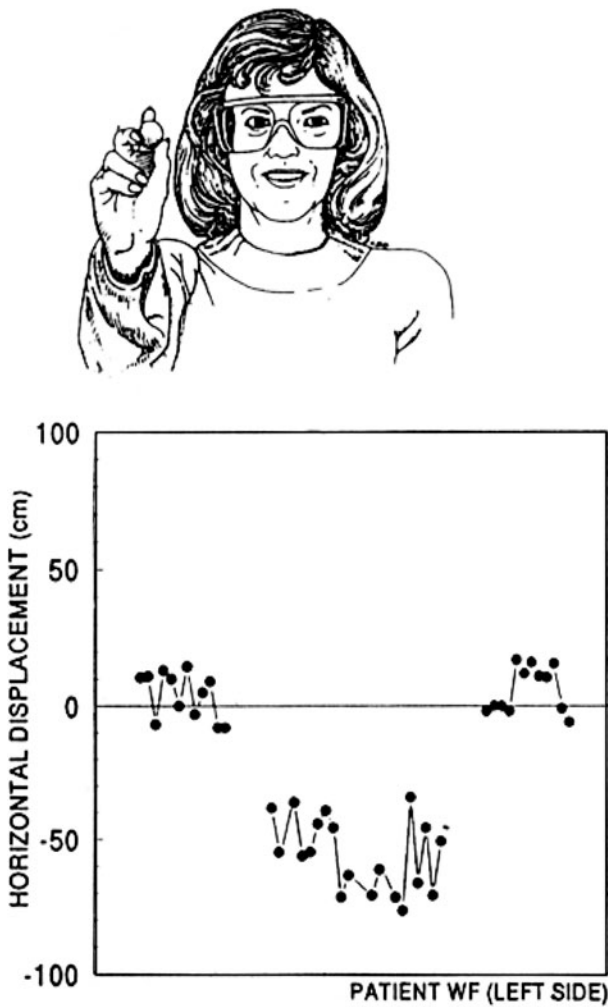 100
50
0
-50
-100
HORIZONTAL DISPLACEMENT (cm)
PATIENT WF (LEFT SIDE)